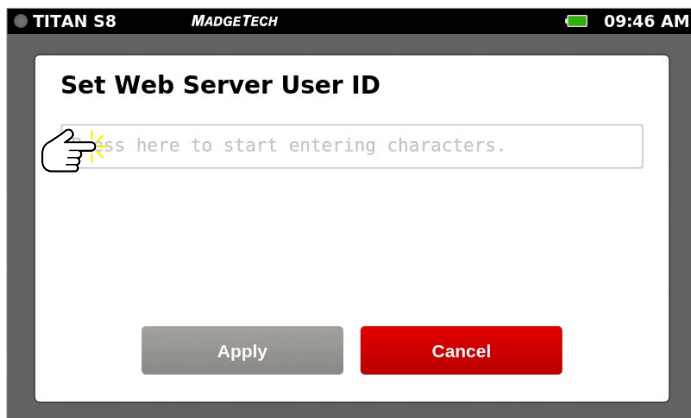 TITAN S8 MADGETECH 09:46 AM
Set Web Server User ID
ss here to start entering characters.
Apply Cancel